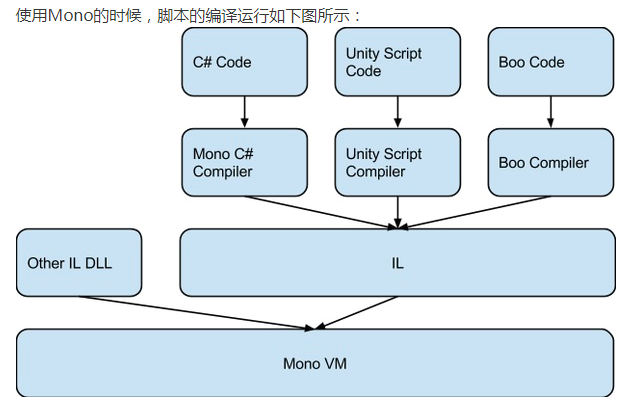 使用Mono的时候，脚本的编译运行如下图所示：
C# Code
Unity Script
Code
Boo Code
Mono C#
Compiler
Unity Script
Compiler
Boo Compiler
Other IL DLL
IL
Mono VM